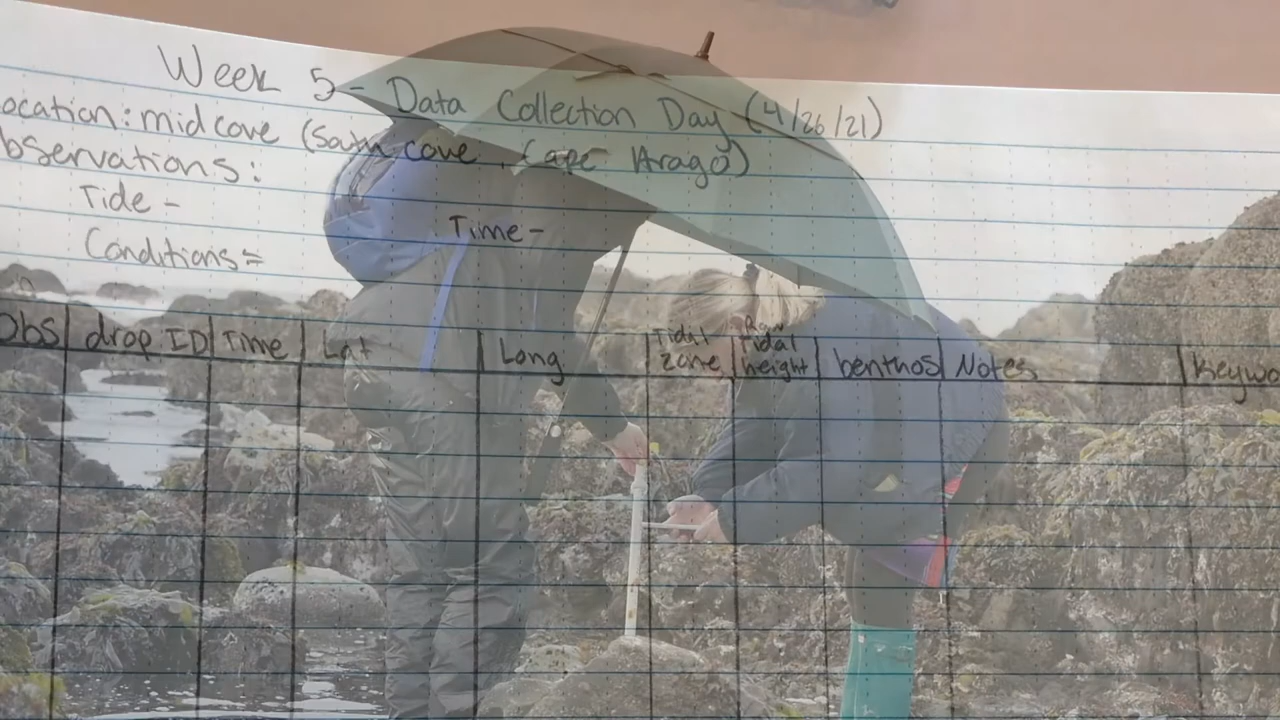 Week 5 - Data Collection Day (4/26/21)
ocation: mid cove (South cove, Cape Arago)
bservations:
Tide -
Time -
Conditions =
Obs drop ID Time Lat Long Tidal zone Raw tidal height benthos Notes Keywo